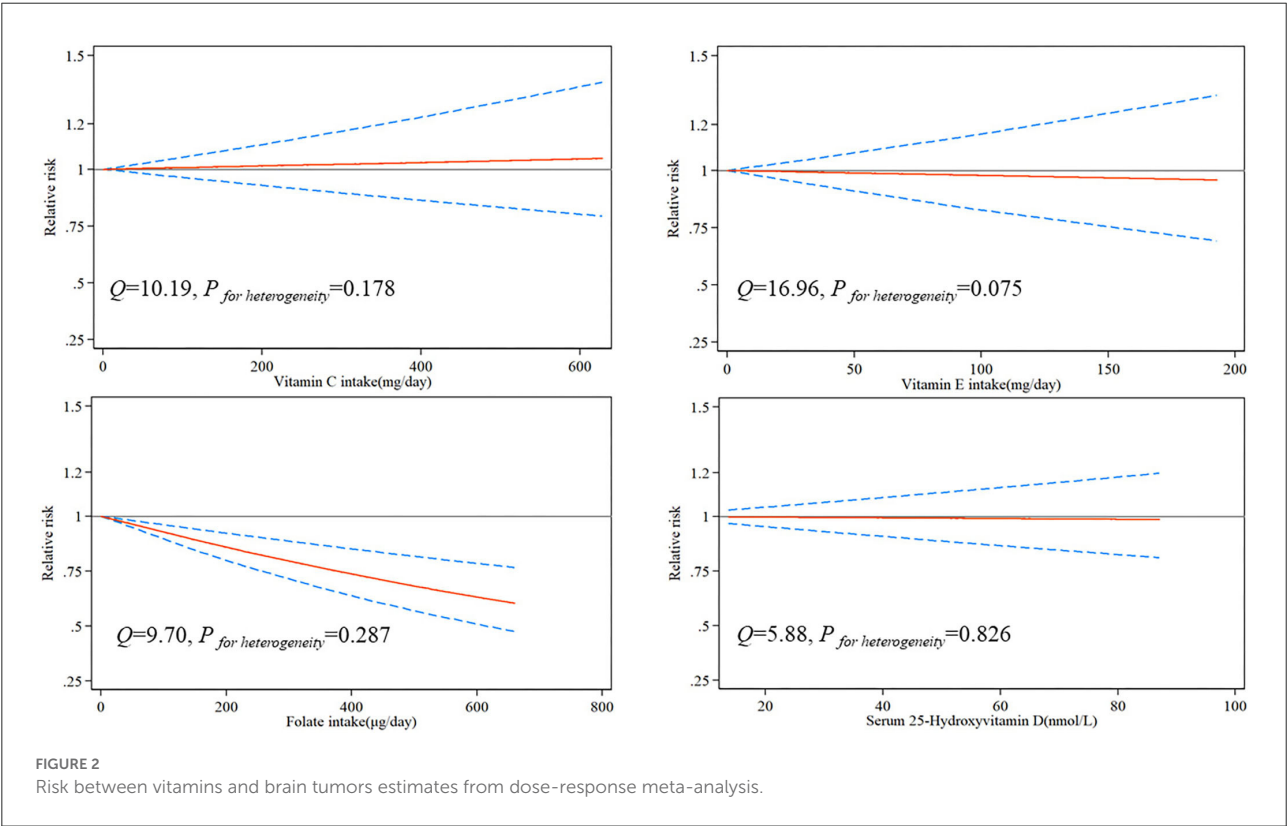 1.5
1.2
1
.75
.5
.25
Relative risk
Q=10.19, P for heterogeneity=0.178
0 200 400 600
Vitamin C intake(mg/day)
1.5
1.2
1
.75
.5
.25
Relative risk
Q=16.96, P for heterogeneity=0.075
0 50 100 150 200
Vitamin E intake(mg/day)
1.5
1.2
1
.75
.5
.25
Relative risk
Q=9.70, P for heterogeneity=0.287
0 200 400 600 800
Folate intake(μg/day)
1.5
1.2
1
.75
.5
.25
Relative risk
Q=5.88, P for heterogeneity=0.826
20 40 60 80 100
Serum 25-Hydroxyvitamin D(nmol/L)
FIGURE 2
Risk between vitamins and brain tumors estimates from dose-response meta-analysis.